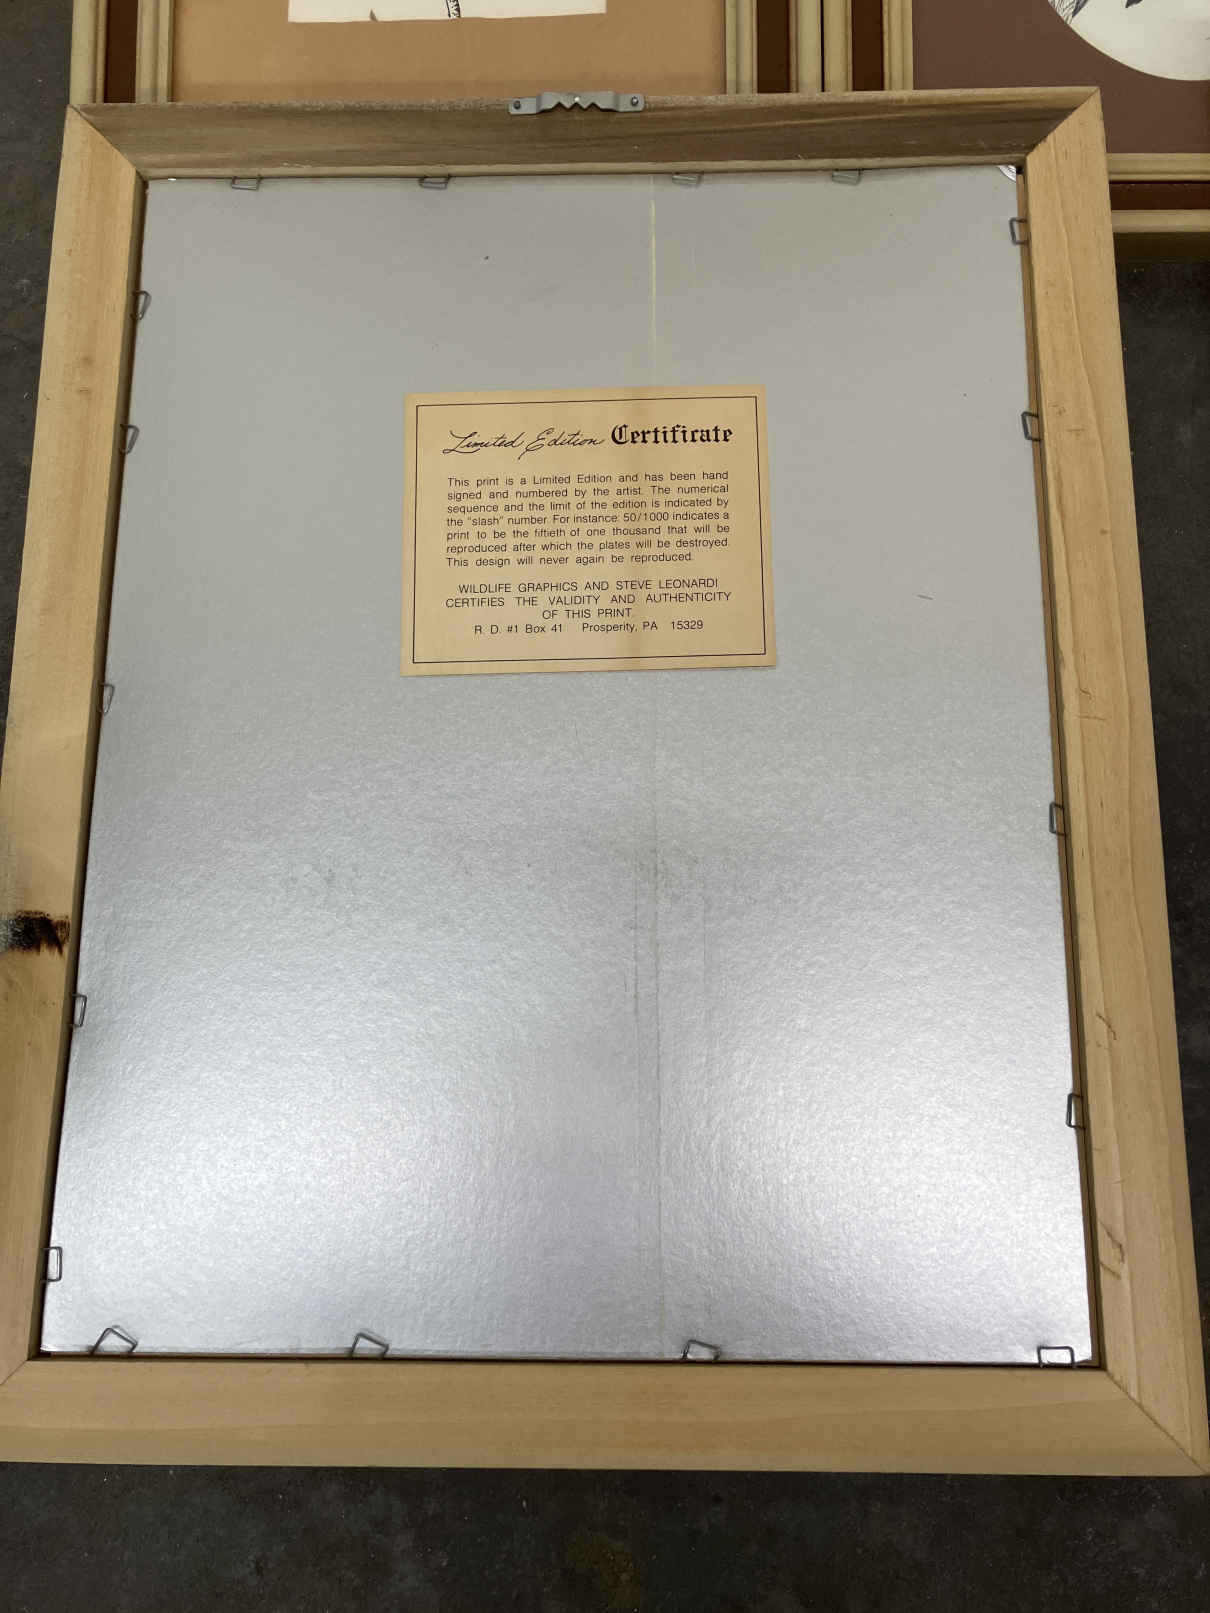 Limited Edition Certificate
This print is a Limited Edition and has been hand
signed and numbered by the artist. The numerical
sequence and the limit of the edition is indicated by
the "slash" number. For instance: 50/1000 indicates a
print to be the fiftieth of one thousand that will be
reproduced after which the plates will be destroyed.
This design will never again be reproduced.
WILDLIFE GRAPHICS AND STEVE LEONARDI
CERTIFIES THE VALIDITY AND AUTHENTICITY
OF THIS PRINT.
R. D. #1 Box 41 Prosperity, PA 15329